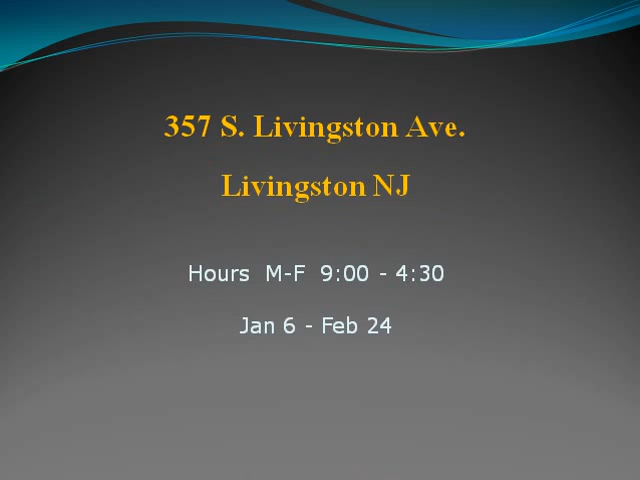 357 S. Livingston Ave.
Livingston NJ
Hours  M-F  9:00 - 4:30
Jan 6 - Feb 24